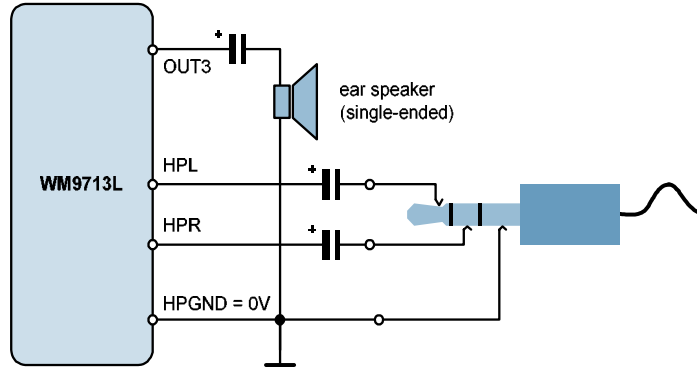 OUT3
ear speaker
(single-ended)
HPL
WM9713L
HPR
HPGND = 0V
+
+
+